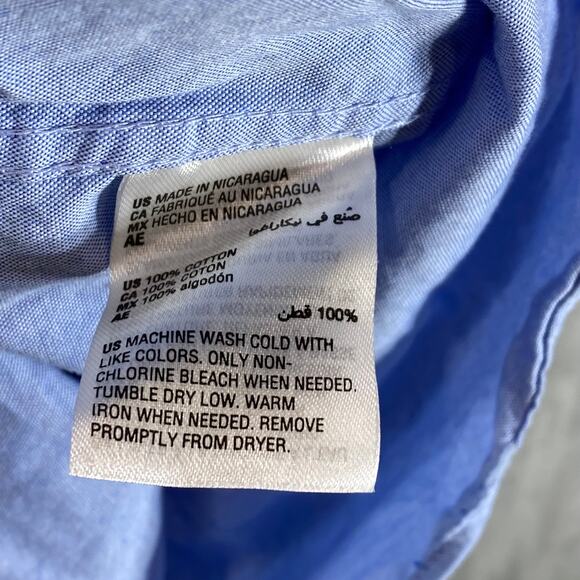 US MADE IN NICARAGUA
CA FABRIQUÉ AU NICARAGUA
MX HECHO EN NICARAGUA
AE صنع في نيكاراغوا
US 100% COTTON
CA 100% COTON
MX 100% algodón
AE 100% قطن
US MACHINE WASH COLD WITH
LIKE COLORS. ONLY NON-
CHLORINE BLEACH WHEN NEEDED.
TUMBLE DRY LOW. WARM
IRON WHEN NEEDED. REMOVE
PROMPTLY FROM DRYER.